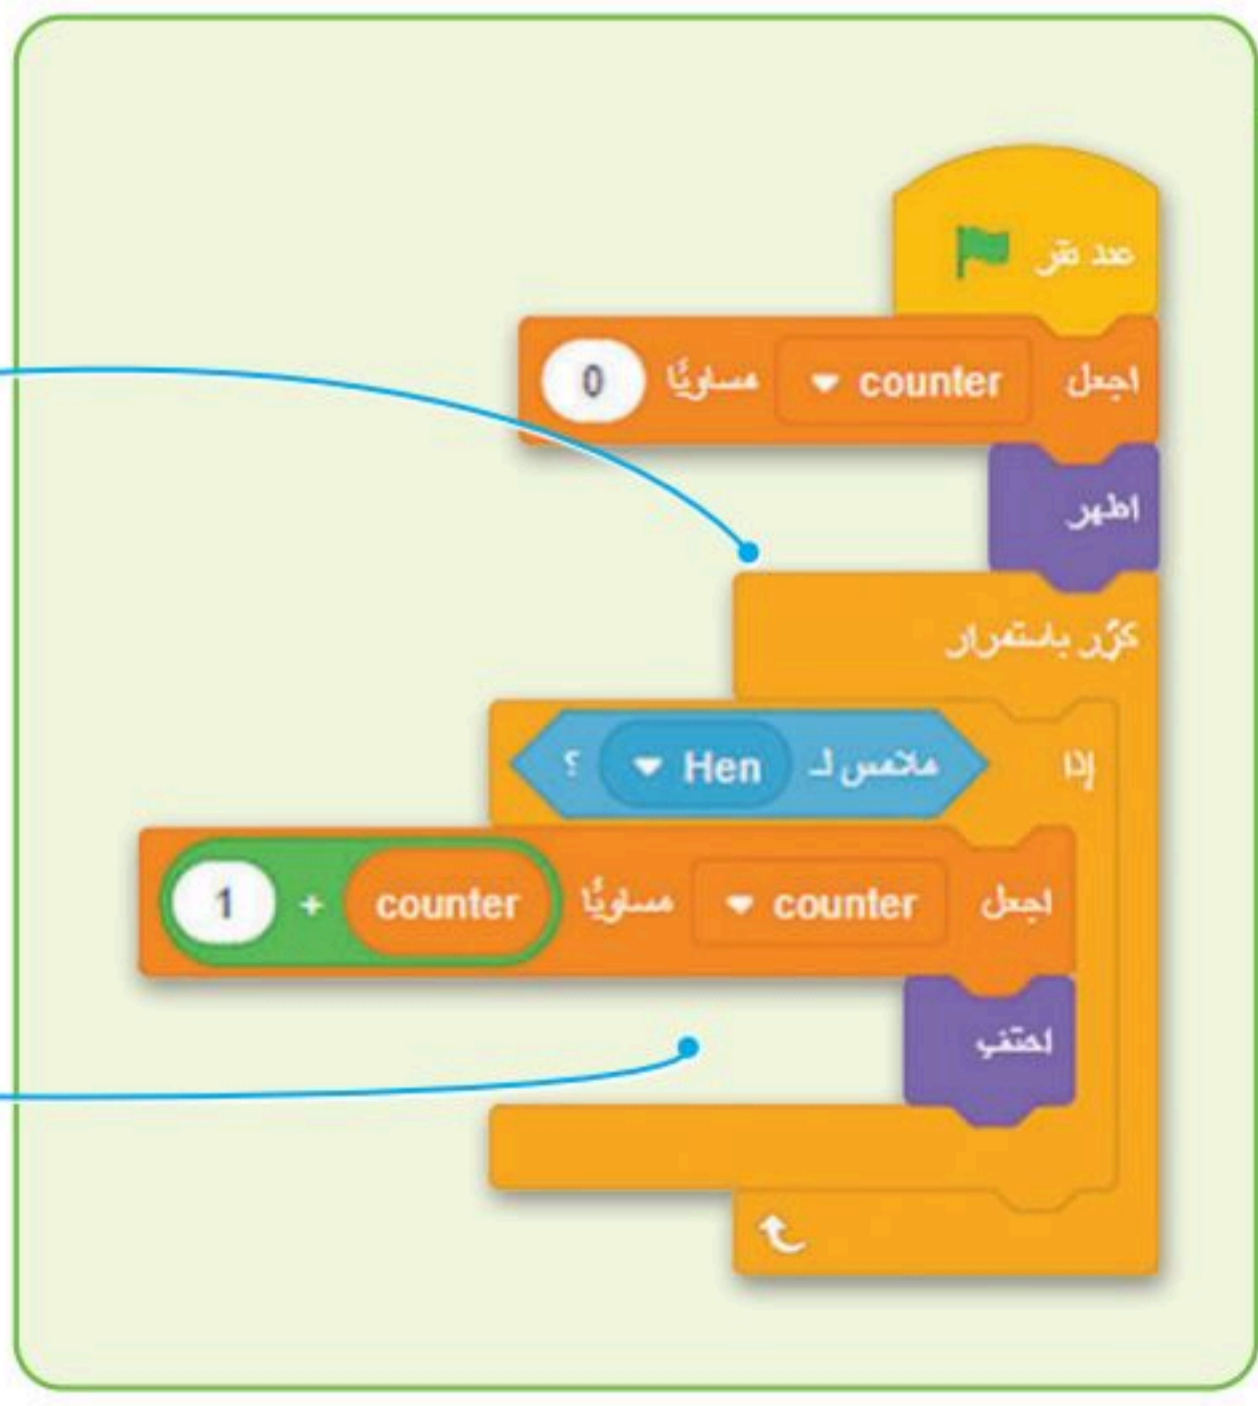 عند نقر
اجعل counter مساويًا 0
اظهر
كرّر باستمرار
إذا ملامس لـ Hen ؟
اجعل counter مساويًا counter + 1
اختفِ